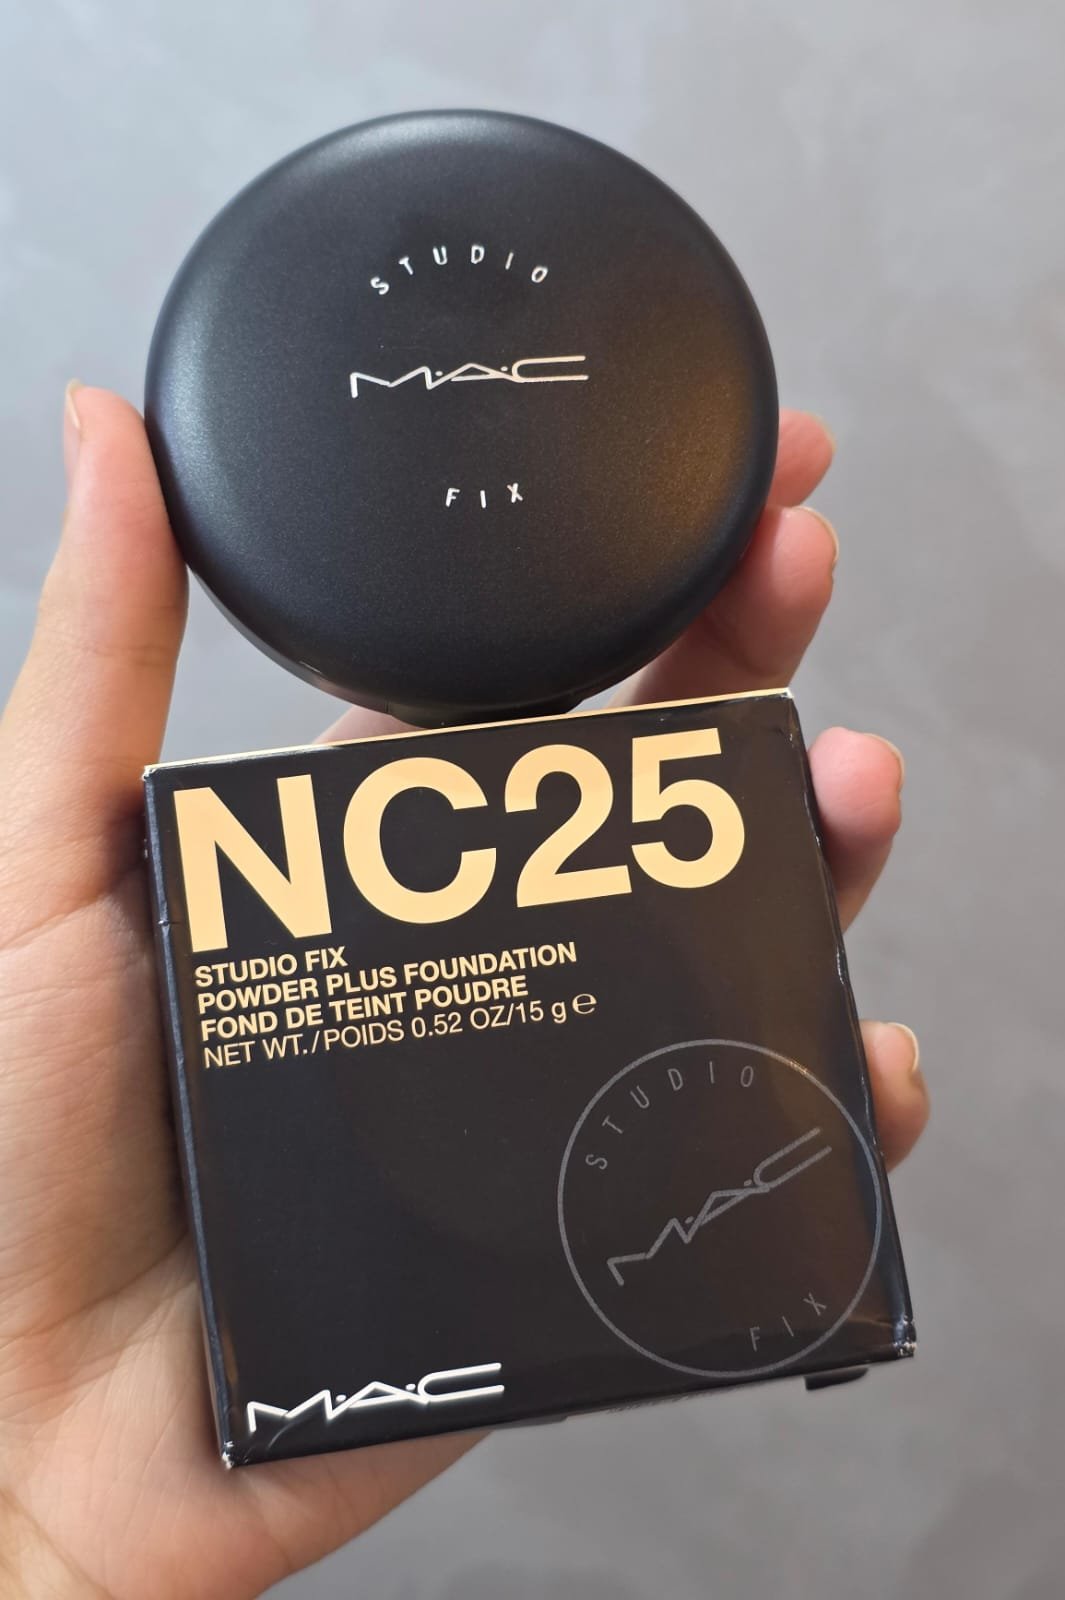 STUDIO
M·A·C
FIX
NC25
STUDIO FIX
POWDER PLUS FOUNDATION
FOND DE TEINT POUDRE
NET WT./POIDS 0.52 OZ/15 g ℮
STUDIO
M·A·C
FIX
M·A·C